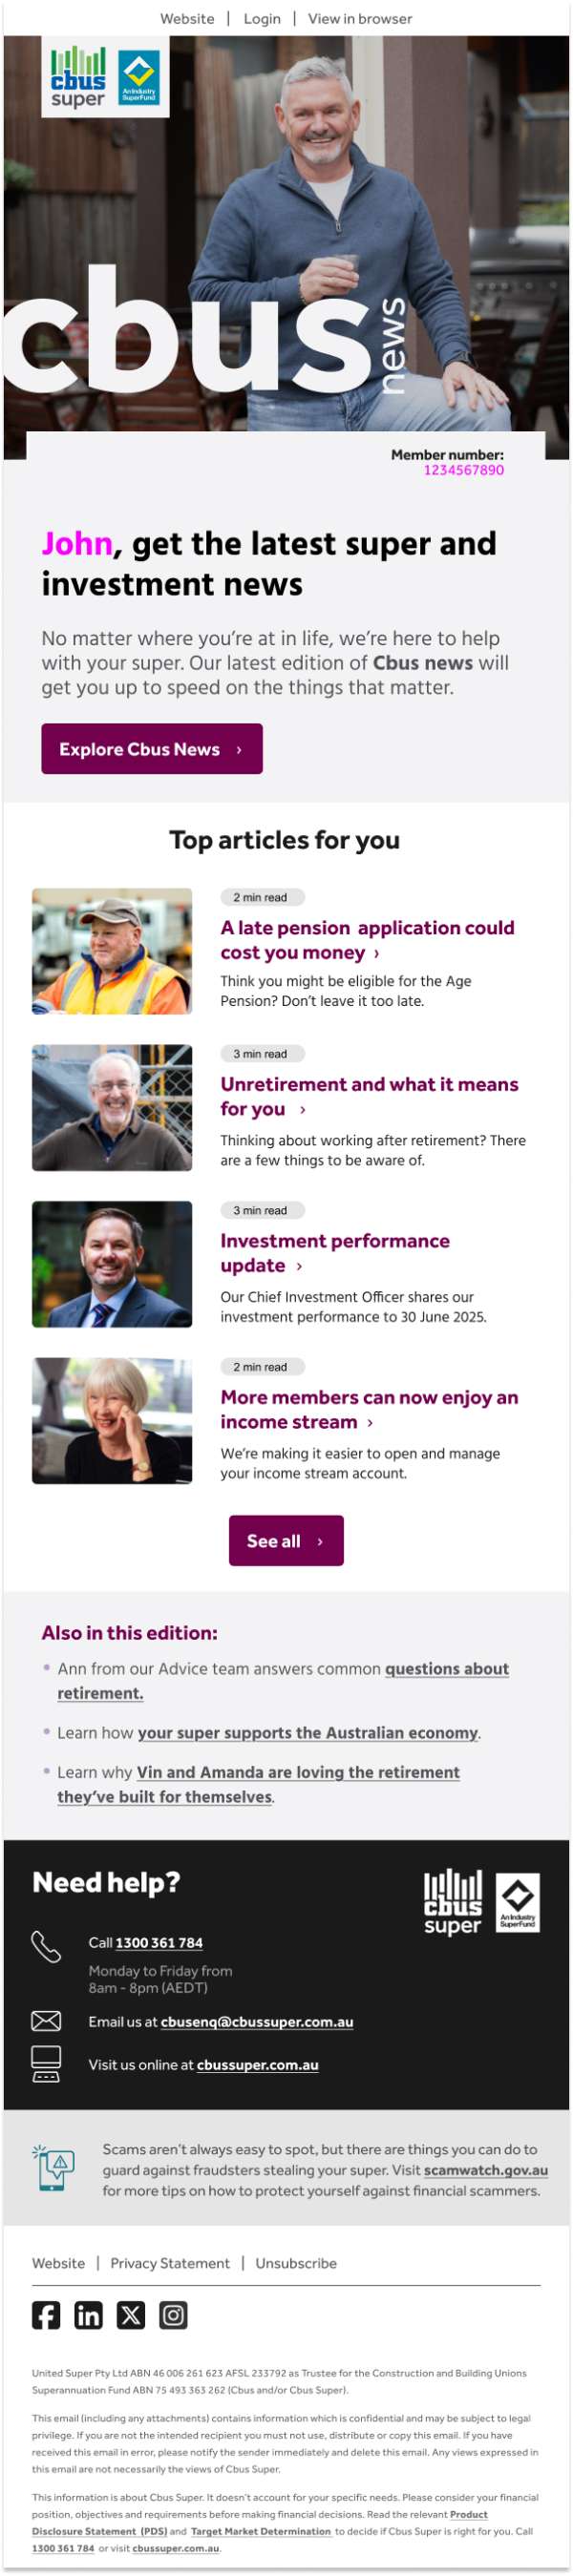 Website | Login | View in browser
cbus
super
An Industry
SuperFund
cbus news
Member number:
1234567890
John, get the latest super and
investment news
No matter where you’re at in life, we’re here to help
with your super. Our latest edition of Cbus news will
get you up to speed on the things that matter.
Explore Cbus News ›
Top articles for you
2 min read
A late pension application could
cost you money ›
Think you might be eligible for the Age
Pension? Don’t leave it too late.
3 min read
Unretirement and what it means
for you ›
Thinking about working after retirement? There
are a few things to be aware of.
3 min read
Investment performance
update ›
Our Chief Investment Officer shares our
investment performance to 30 June 2025.
2 min read
More members can now enjoy an
income stream ›
We’re making it easier to open and manage
your income stream account.
See all ›
Also in this edition:
• Ann from our Advice team answers common questions about
retirement.
• Learn how your super supports the Australian economy.
• Learn why Vin and Amanda are loving the retirement
they’ve built for themselves.
Need help?
cbus
super
An Industry
SuperFund
Call 1300 361 784
Monday to Friday from
8am - 8pm (AEDT)
Email us at cbusenq@cbussuper.com.au
Visit us online at cbussuper.com.au
Scams aren’t always easy to spot, but there are things you can do to
guard against fraudsters stealing your super. Visit scamwatch.gov.au
for more tips on how to protect yourself against financial scammers.
Website | Privacy Statement | Unsubscribe
United Super Pty Ltd ABN 46 006 261 623 AFSL 233792 as Trustee for the Construction and Building Unions
Superannuation Fund ABN 75 493 363 262 (Cbus and/or Cbus Super).
This email (including any attachments) contains information which is confidential and may be subject to legal
privilege. If you are not the intended recipient you must not use, distribute or copy this email. If you have
received this email in error, please notify the sender immediately and delete this email. Any views expressed in
this email are not necessarily the views of Cbus Super.
This information is about Cbus Super. It doesn’t account for your specific needs. Please consider your financial
position, objectives and requirements before making financial decisions. Read the relevant Product
Disclosure Statement (PDS) and Target Market Determination to decide if Cbus Super is right for you. Call
1300 361 784 or visit cbussuper.com.au.